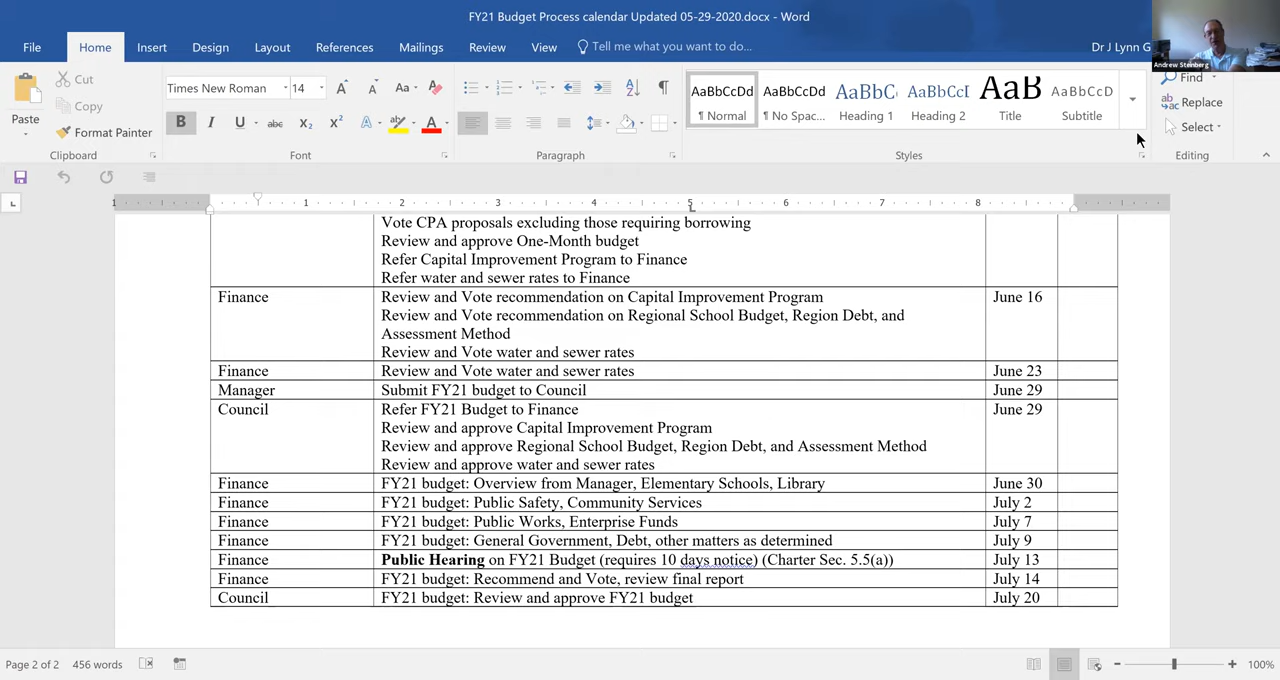 FY21 Budget Process calendar Updated 05-29-2020.docx - Word
File Home Insert Design Layout References Mailings Review View Tell me what you want to do... Dr J Lynn G
Andrew Steinberg
Paste
Cut
Copy
Format Painter
Clipboard
Times New Roman 14
Font
Paragraph
AaBbCcDd AaBbCcDd AaBbC AaBbCcD AaB AaBbCcD
¶ Normal ¶ No Spac... Heading 1 Heading 2 Title Subtitle
Styles
Find
Replace
Select
Editing
1 1 2 3 4 5 6 7 8
Vote CPA proposals excluding those requiring borrowing
Review and approve One-Month budget
Refer Capital Improvement Program to Finance
Refer water and sewer rates to Finance
Finance Review and Vote recommendation on Capital Improvement Program June 16
Review and Vote recommendation on Regional School Budget, Region Debt, and
Assessment Method
Review and Vote water and sewer rates
Finance Review and Vote water and sewer rates June 23
Manager Submit FY21 budget to Council June 29
Council Refer FY21 Budget to Finance June 29
Review and approve Capital Improvement Program
Review and approve Regional School Budget, Region Debt, and Assessment Method
Review and approve water and sewer rates
Finance FY21 budget: Overview from Manager, Elementary Schools, Library June 30
Finance FY21 budget: Public Safety, Community Services July 2
Finance FY21 budget: Public Works, Enterprise Funds July 7
Finance FY21 budget: General Government, Debt, other matters as determined July 9
Finance Public Hearing on FY21 Budget (requires 10 days notice) (Charter Sec. 5.5(a)) July 13
Finance FY21 budget: Recommend and Vote, review final report July 14
Council FY21 budget: Review and approve FY21 budget July 20
Page 2 of 2 456 words 100%